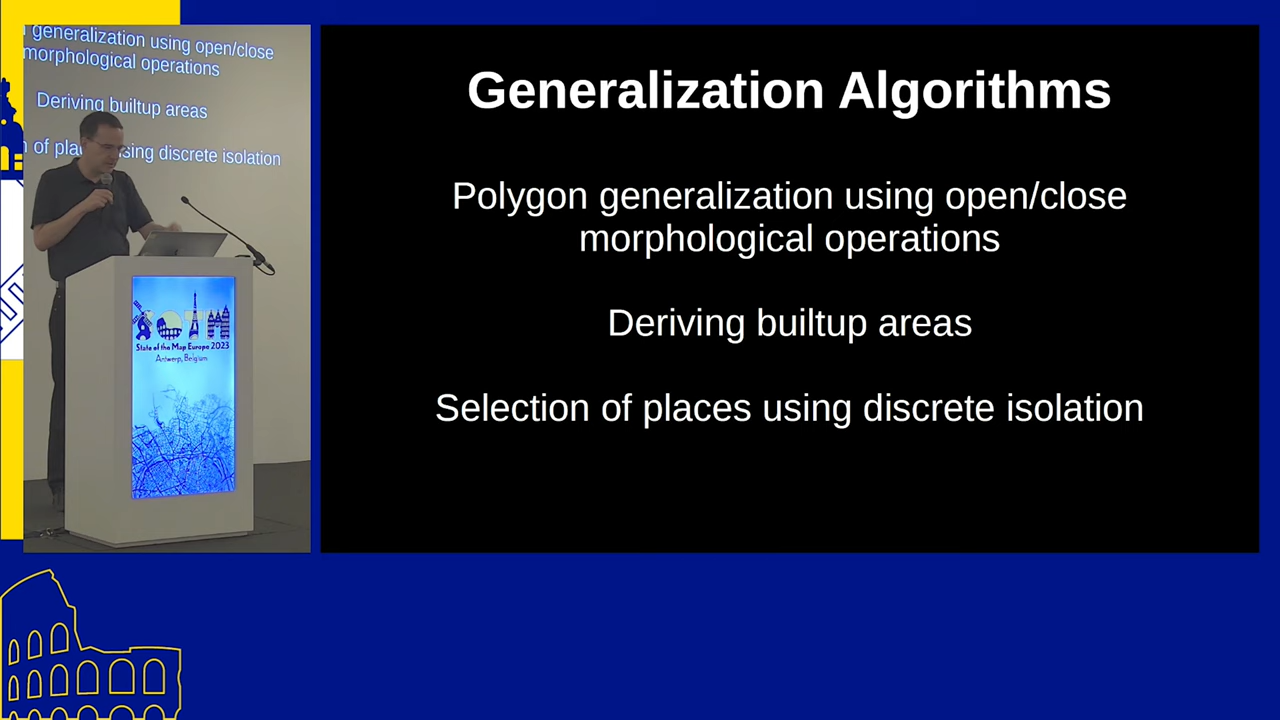 generalization using open/close
morphological operations
Deriving builtup areas
of using discrete isolation
State of the Map Europe 2023
Antwerp, Belgium
Generalization Algorithms
Polygon generalization using open/close
morphological operations
Deriving builtup areas
Selection of places using discrete isolation